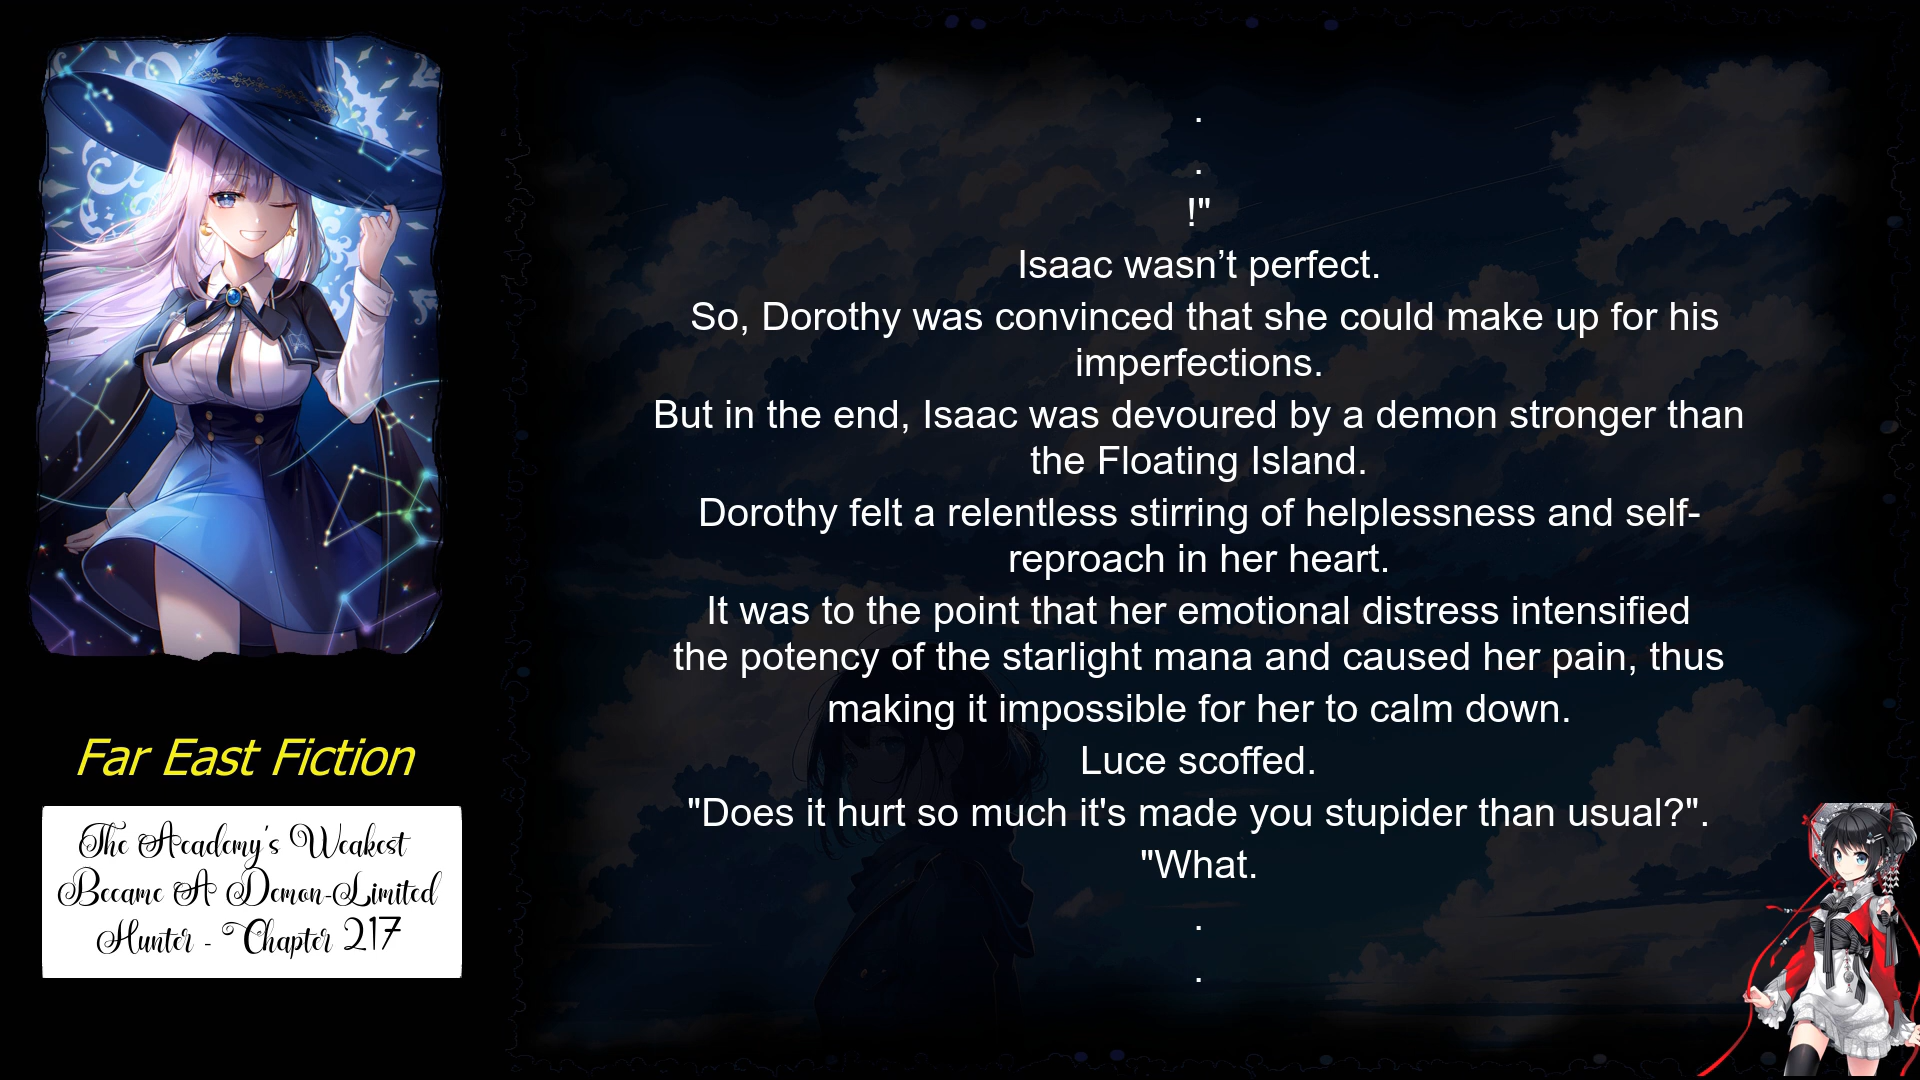 .
.
!"
Isaac wasn’t perfect.
So, Dorothy was convinced that she could make up for his
imperfections.
But in the end, Isaac was devoured by a demon stronger than
the Floating Island.
Dorothy felt a relentless stirring of helplessness and self-
reproach in her heart.
It was to the point that her emotional distress intensified
the potency of the starlight mana and caused her pain, thus
making it impossible for her to calm down.
Luce scoffed.
"Does it hurt so much it's made you stupider than usual?".
"What.
.
.
Far East Fiction
The Academy's Weakest
Became A Demon-Limited
Hunter - Chapter 217